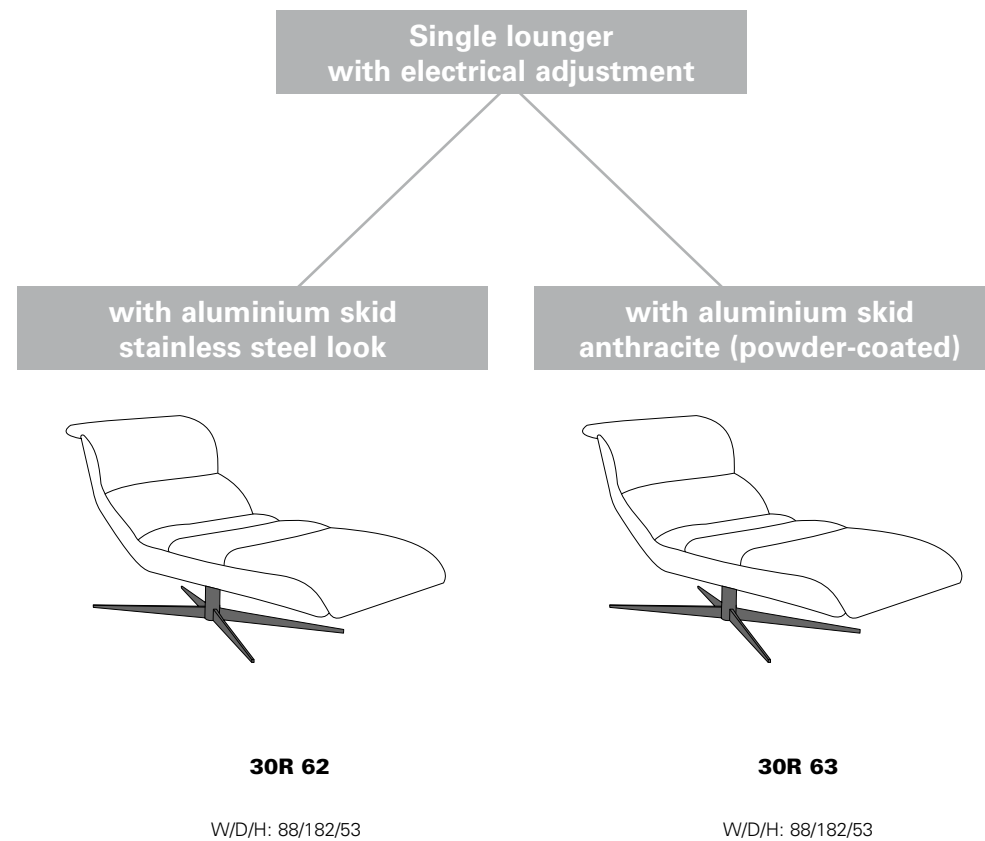 Single lounger
with electrical adjustment
with aluminium skid
stainless steel look
with aluminium skid
anthracite (powder-coated)
30R 62
30R 63
W/D/H: 88/182/53
W/D/H: 88/182/53